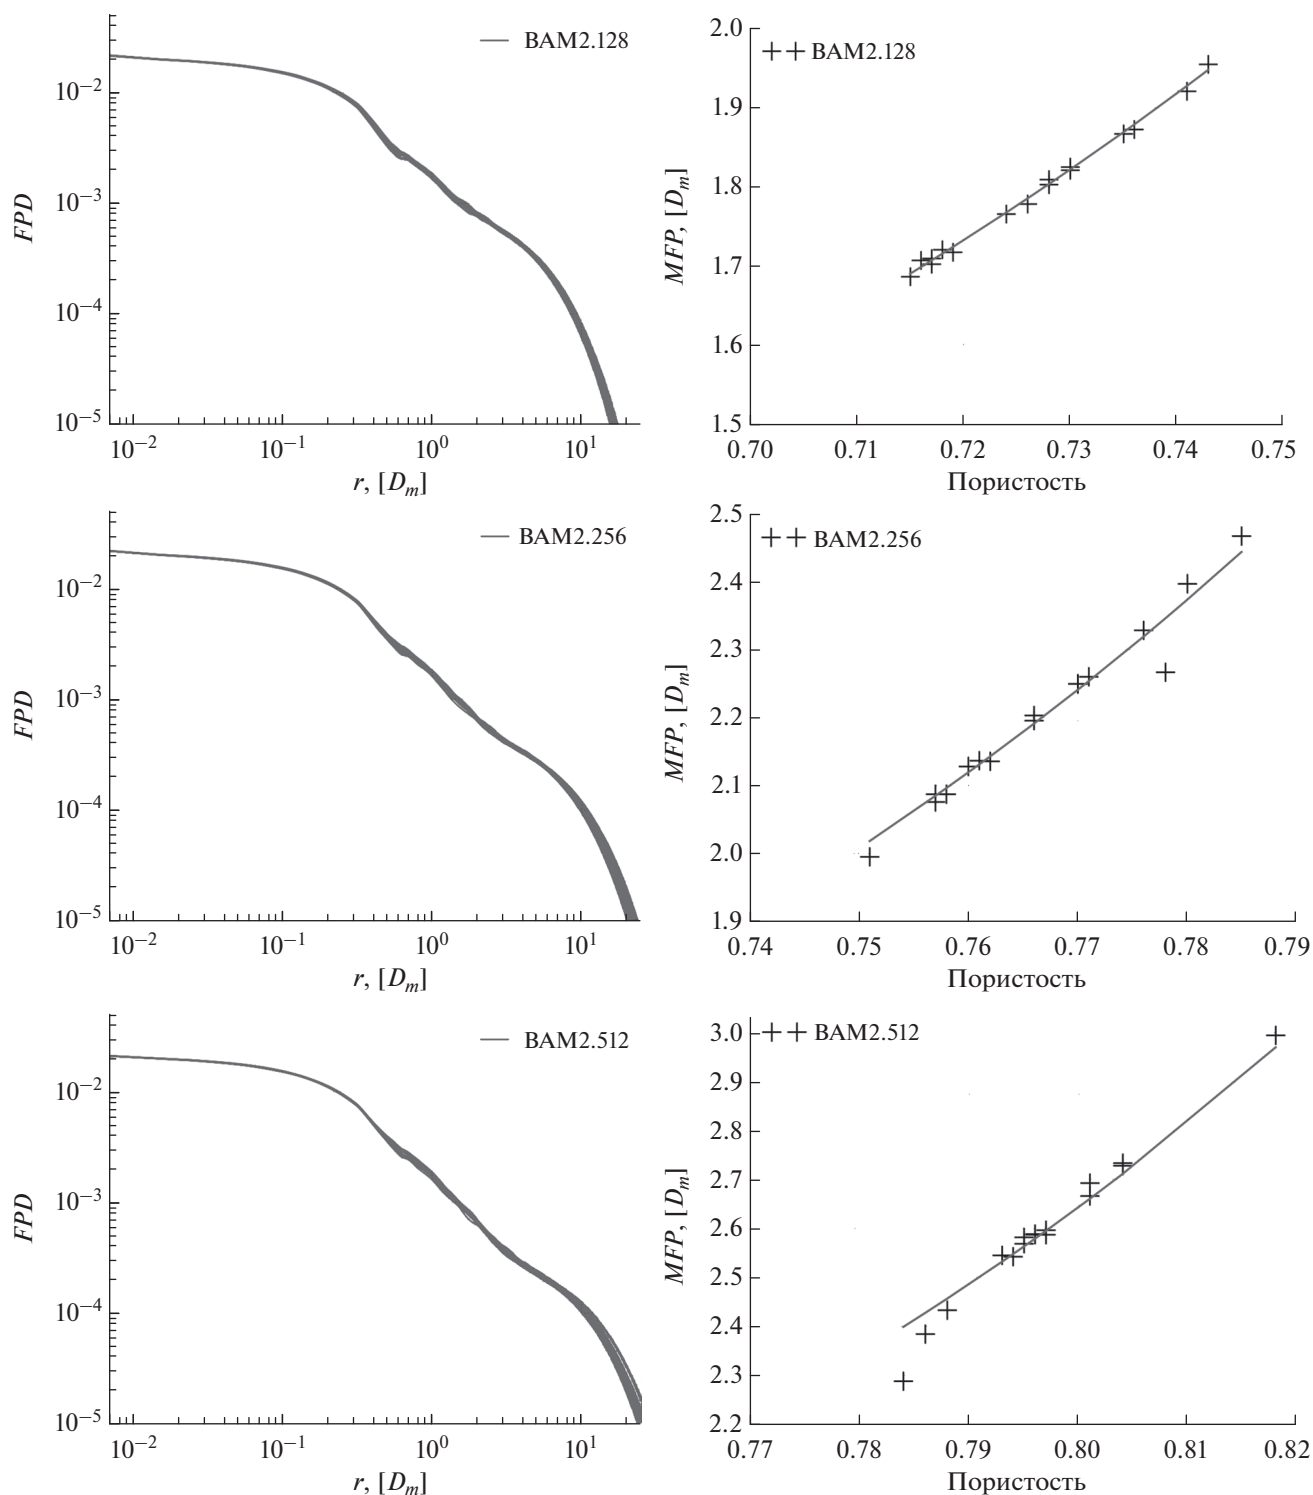 BAM2.128
10⁻²
10⁻³
10⁻⁴
10⁻⁵
FPD
10⁻² 10⁻¹ 10⁰ 10¹
r, [Dₘ]
2.0
BAM2.128
1.9
1.8
1.7
1.6
1.5
MFP, [Dₘ]
0.70 0.71 0.72 0.73 0.74 0.75
Пористость
BAM2.256
10⁻²
10⁻³
10⁻⁴
10⁻⁵
FPD
10⁻² 10⁻¹ 10⁰ 10¹
r, [Dₘ]
2.5
BAM2.256
2.4
2.3
2.2
2.1
2.0
1.9
MFP, [Dₘ]
0.74 0.75 0.76 0.77 0.78 0.79
Пористость
BAM2.512
10⁻²
10⁻³
10⁻⁴
10⁻⁵
FPD
10⁻² 10⁻¹ 10⁰ 10¹
r, [Dₘ]
3.0
BAM2.512
2.9
2.8
2.7
2.6
2.5
2.4
2.3
2.2
MFP, [Dₘ]
0.77 0.78 0.79 0.80 0.81 0.82
Пористость